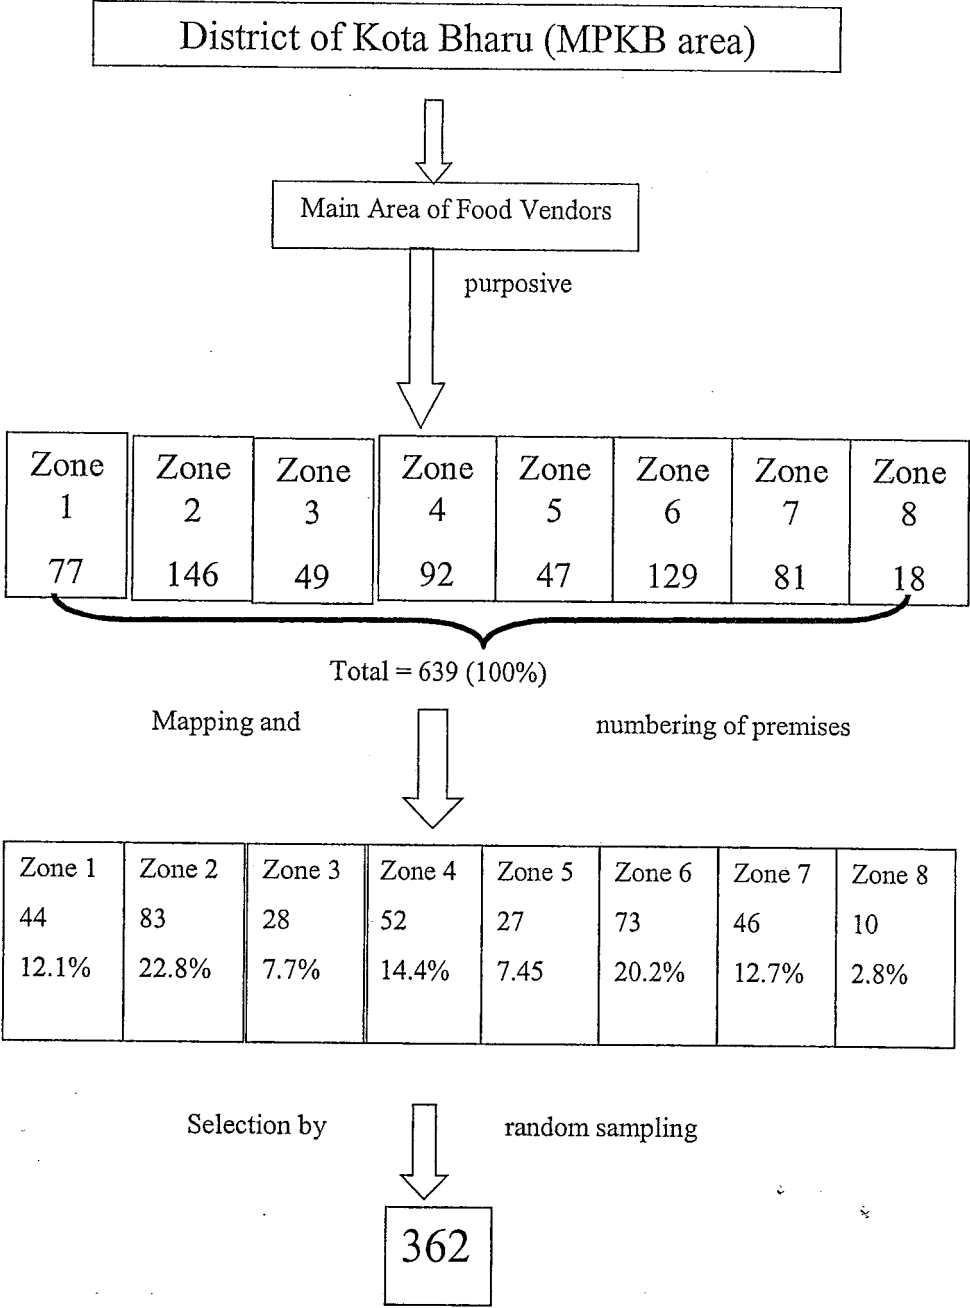 District of Kota Bharu (MPKB area)
Main Area of Food Vendors
purposive
Zone 1 77
Zone 2 146
Zone 3 49
Zone 4 92
Zone 5 47
Zone 6 129
Zone 7 81
Zone 8 18
Total = 639 (100%)
Mapping and numbering of premises
Zone 1 44 12.1%
Zone 2 83 22.8%
Zone 3 28 7.7%
Zone 4 52 14.4%
Zone 5 27 7.45
Zone 6 73 20.2%
Zone 7 46 12.7%
Zone 8 10 2.8%
Selection by random sampling
362